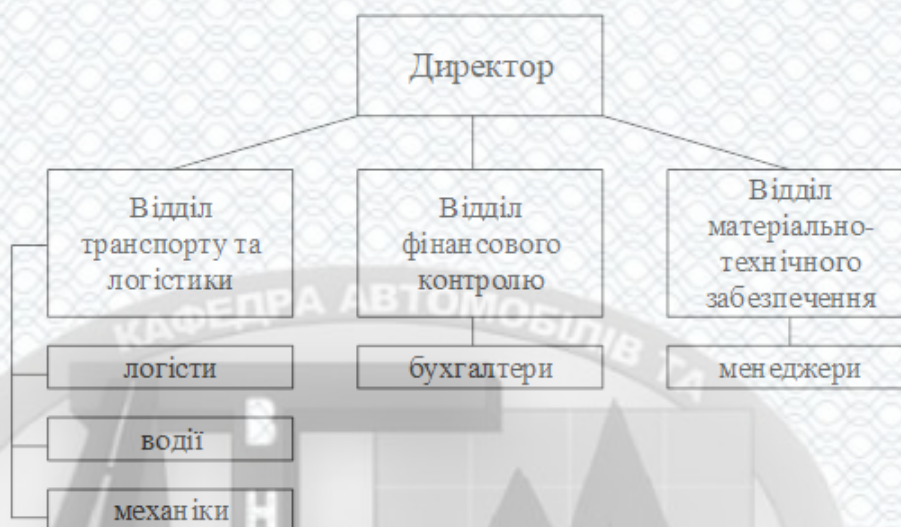 Директор
Відділ
транспорту та
логістики
Відділ
фінансового
контролю
Відділ
матеріально-
технічного
забезпечення
КАФЕДРА АВТОМОБІЛІВ ТА
логісти
бухгалтери
менеджери
В
водії
механіки
Н